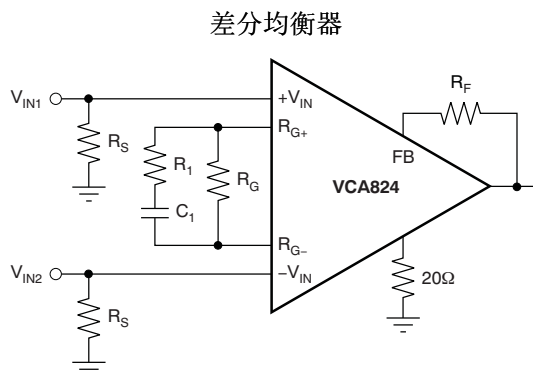 差分均衡器
V_IN1
+V_IN
R_F
R_S
R_G+
R_1
R_G
FB
VCA824
C_1
R_G−
V_IN2
−V_IN
20Ω
R_S